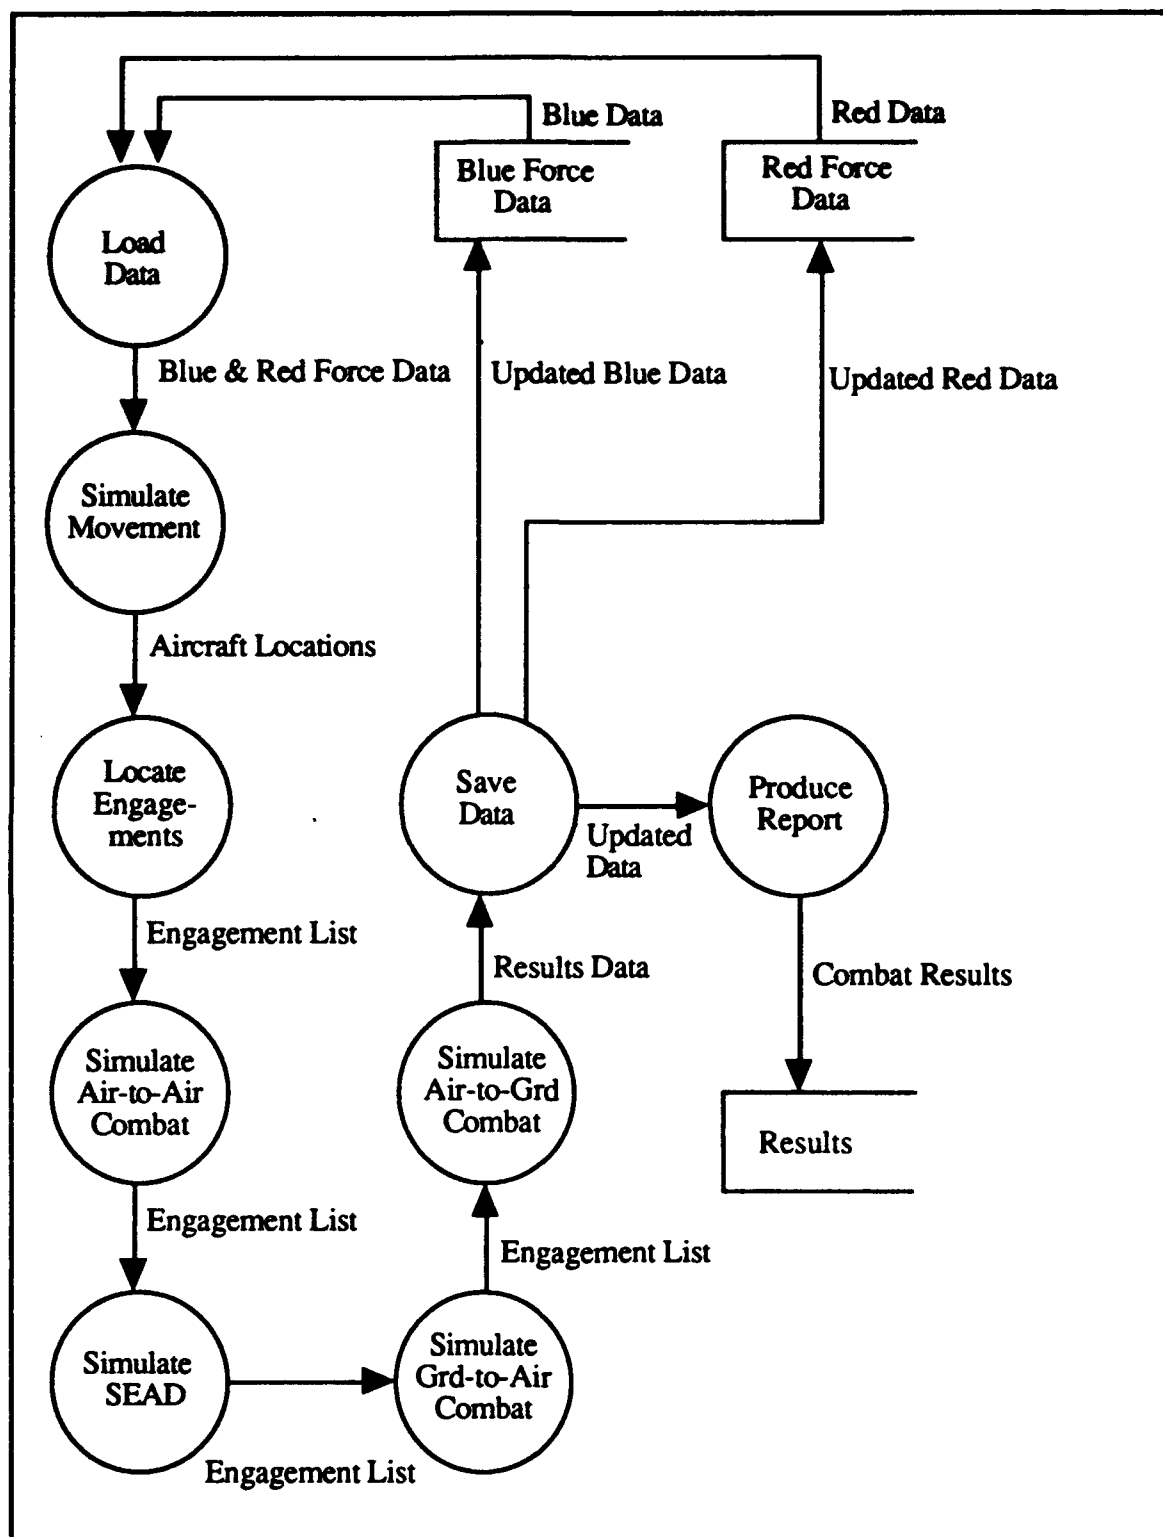 Blue Data
Red Data
Blue Force
Data
Red Force
Data
Load
Data
Blue & Red Force Data
Updated Blue Data
Updated Red Data
Simulate
Movement
Aircraft Locations
Locate
Engage-
ments
Save
Data
Produce
Report
Updated
Data
Engagement List
Results Data
Combat Results
Simulate
Air-to-Air
Combat
Simulate
Air-to-Grd
Combat
Results
Engagement List
Engagement List
Simulate
SEAD
Simulate
Grd-to-Air
Combat
Engagement List